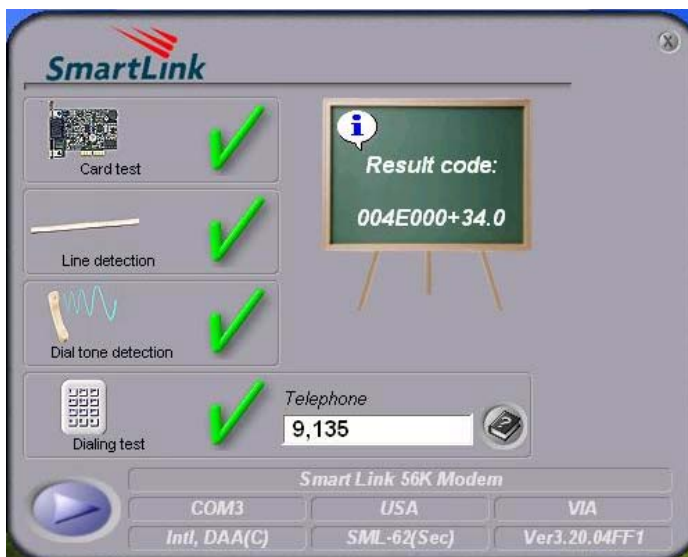 SmartLink
Card test
Result code:
004E000+34.0
Line detection
Dial tone detection
Dialing test
Telephone
9,135
Smart Link 56K Modem
COM3 USA VIA
Intl, DAA(C) SML-62(Sec) Ver3.20.04FF1